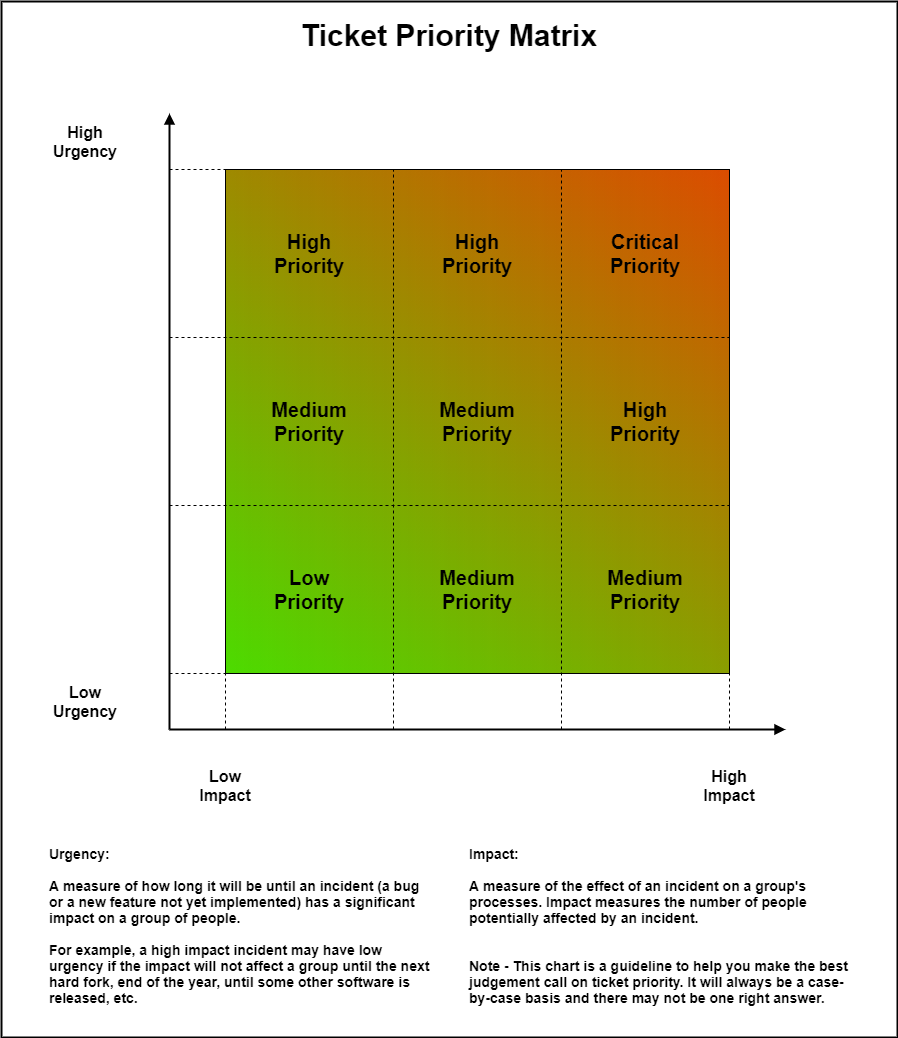 Ticket Priority Matrix
High
Urgency
High
Priority
High
Priority
Critical
Priority
Medium
Priority
Medium
Priority
High
Priority
Low
Priority
Medium
Priority
Medium
Priority
Low
Urgency
Low
Impact
High
Impact
Urgency:
A measure of how long it will be until an incident (a bug
or a new feature not yet implemented) has a significant
impact on a group of people.
For example, a high impact incident may have low
urgency if the impact will not affect a group until the next
hard fork, end of the year, until some other software is
released, etc.
Impact:
A measure of the effect of an incident on a group's
processes. Impact measures the number of people
potentially affected by an incident.
Note - This chart is a guideline to help you make the best
judgement call on ticket priority. It will always be a case-
by-case basis and there may not be one right answer.